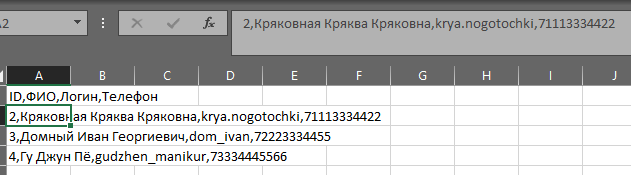 A2
fx
2,Кряковная Кряква Кряковна,krya.nogotochki,71113334422
A B C D E F G H I J
ID,ФИО,Логин,Телефон
2,Кряковная Кряква Кряковна,krya.nogotochki,71113334422
3,Домный Иван Георгиевич,dom_ivan,72223334455
4,Гу Джун Пё,gudzhen_manikur,73334445566